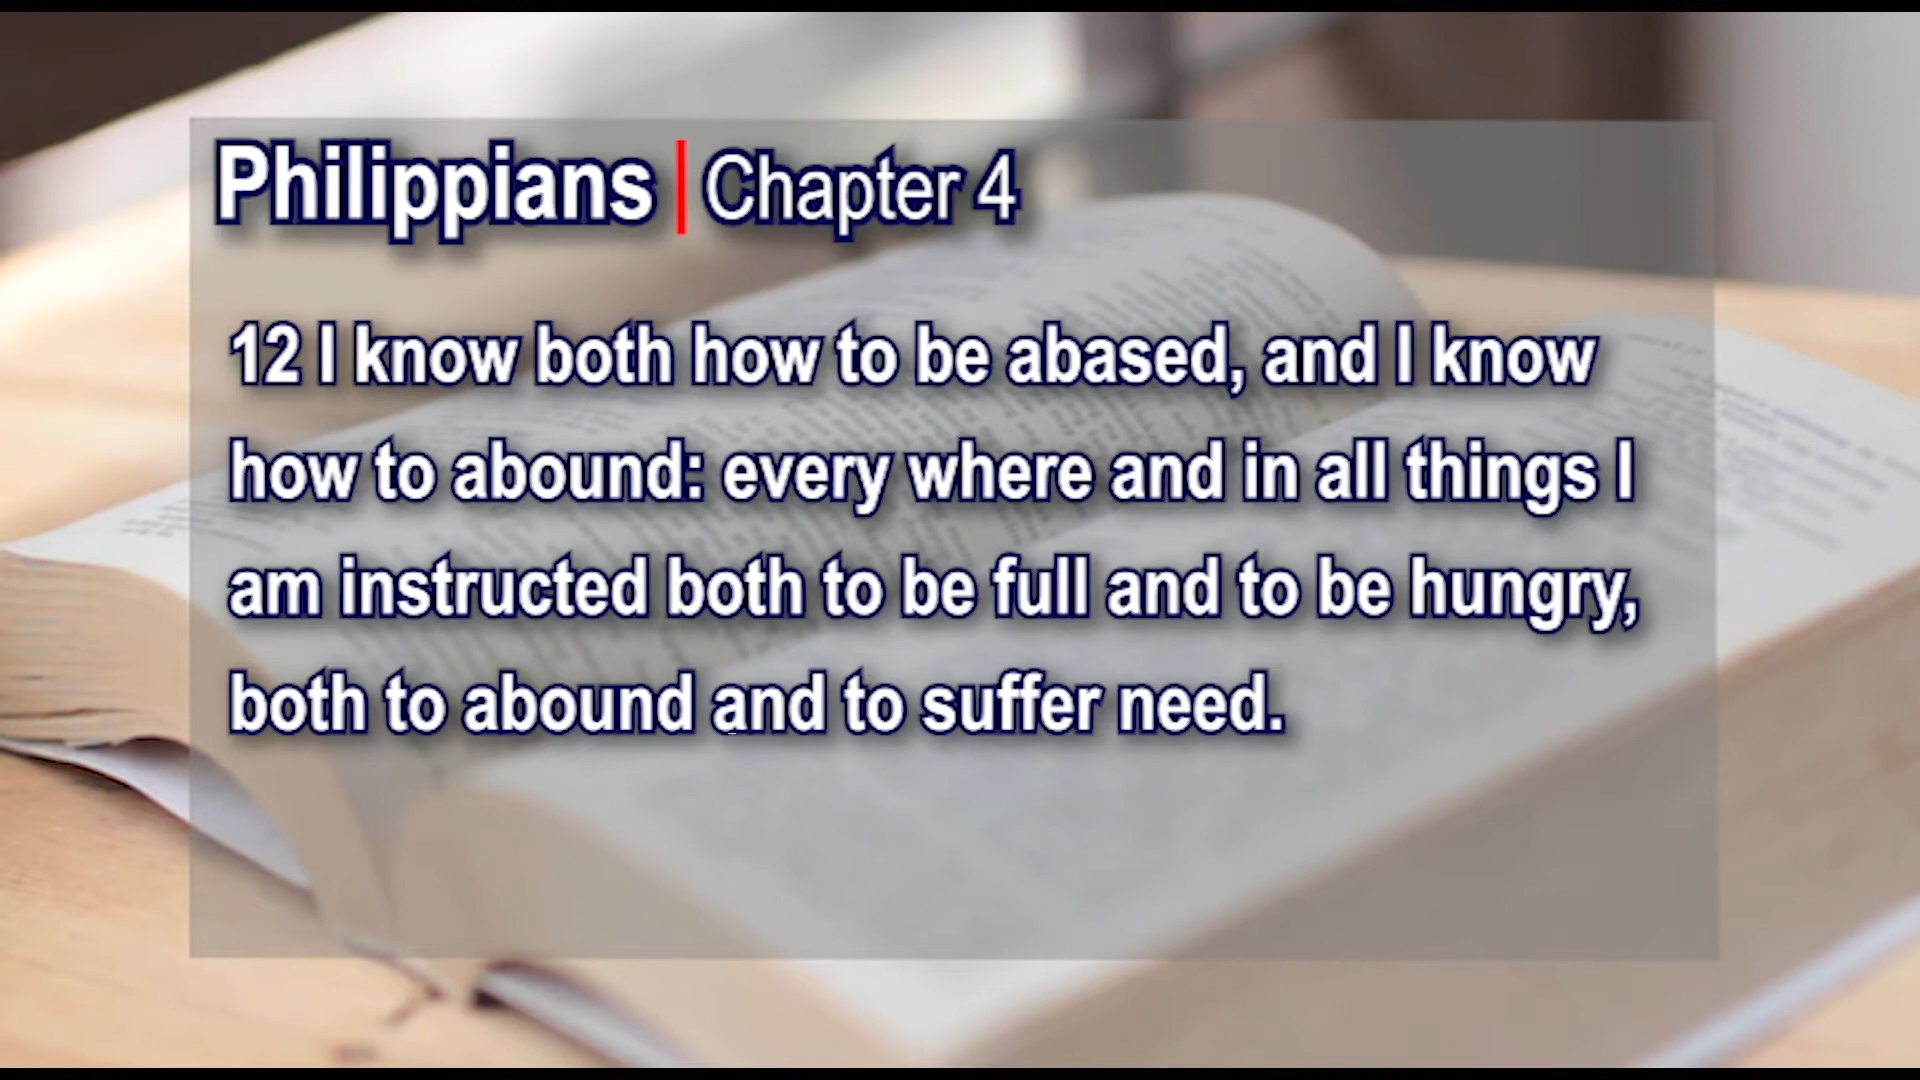 Philippians | Chapter 4
12 I know both how to be abased, and I know
how to abound: every where and in all things I
am instructed both to be full and to be hungry,
both to abound and to suffer need.